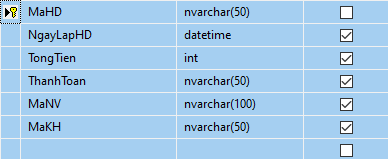 MaHD nvarchar(50)
NgayLapHD datetime
TongTien int
ThanhToan nvarchar(50)
MaNV nvarchar(100)
MaKH nvarchar(50)